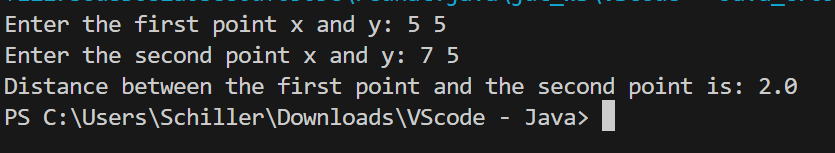 Enter the first point x and y: 5 5
Enter the second point x and y: 7 5
Distance between the first point and the second point is: 2.0
PS C:\Users\Schiller\Downloads\VScode - Java>